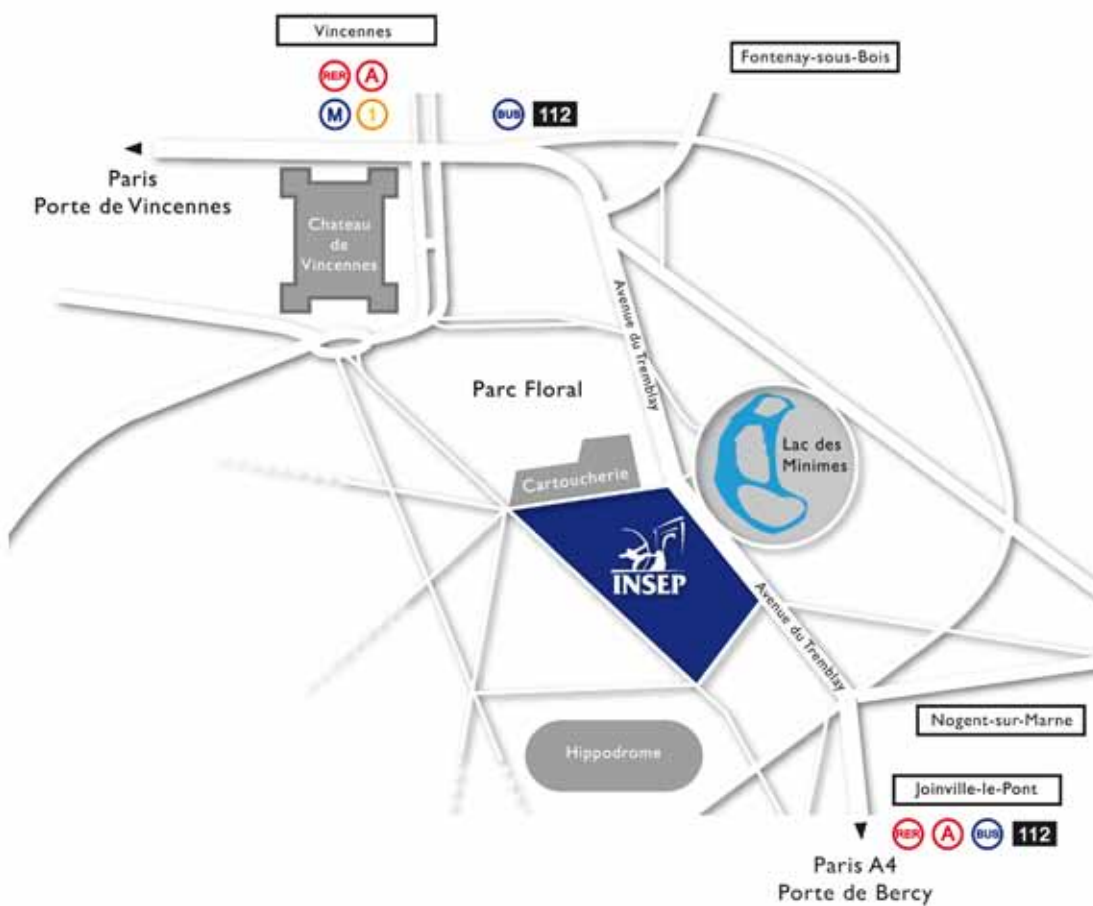 Vincennes
Fontenay-sous-Bois
RER A
M 1
BUS 112
Paris
Porte de Vincennes
Chateau
de
Vincennes
Avenue du Tremblay
Parc Floral
Lac des
Minimes
Cartoucherie
INSEP
Avenue du Tremblay
Nogent-sur-Marne
Hippodrome
Joinville-le-Pont
RER A BUS 112
Paris A4
Porte de Bercy